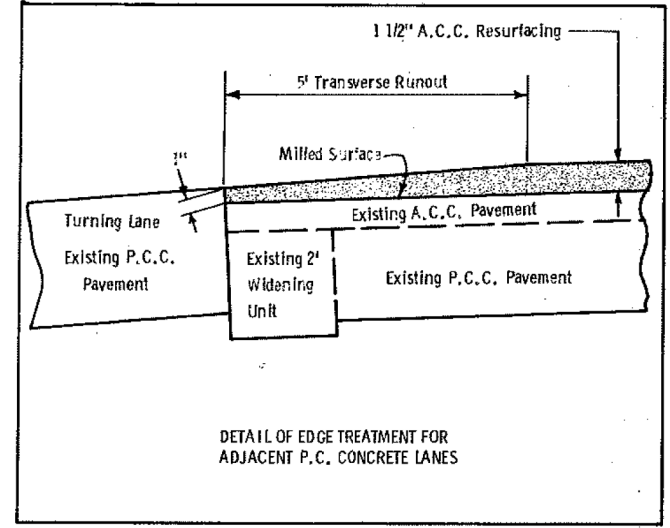 1 1/2" A.C.C. Resurfacing
5' Transverse Runout
1"
Milled Surface
Turning Lane
Existing P.C.C.
Pavement
Existing A.C.C. Pavement
Existing 2'
Widening
Unit
Existing P.C.C. Pavement
DETAIL OF EDGE TREATMENT FOR
ADJACENT P.C. CONCRETE LANES